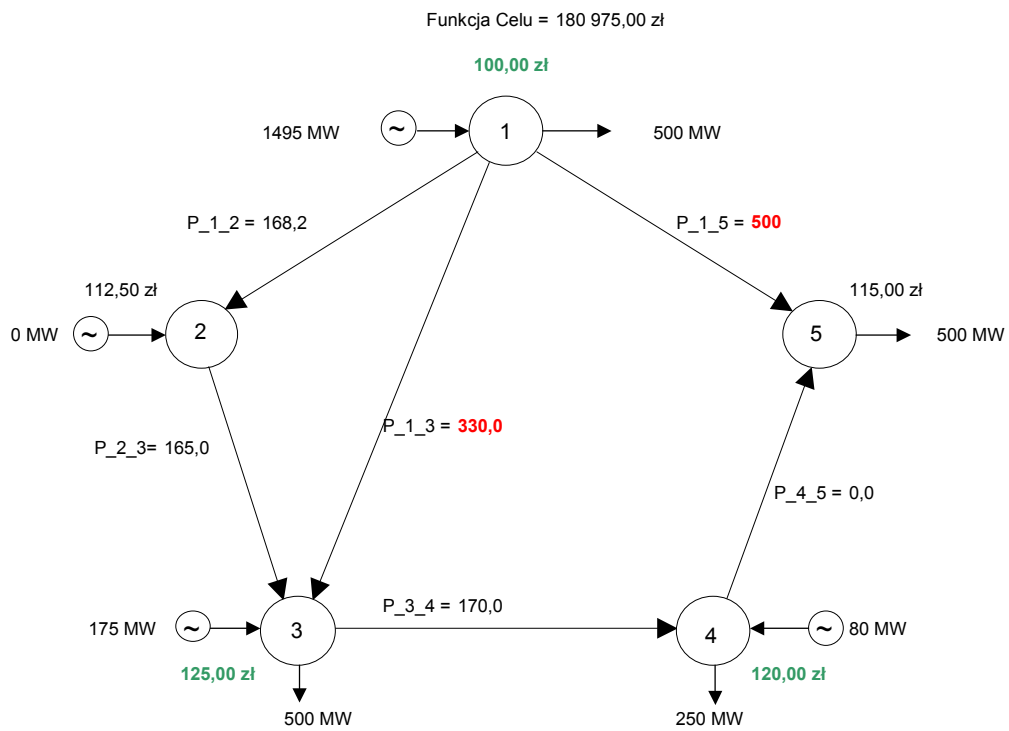 Funkcja Celu = 180 975,00 zł
100,00 zł
1495 MW
~
1
500 MW
P_1_2 = 168,2
P_1_5 = 500
112,50 zł
115,00 zł
0 MW
~
2
5
500 MW
P_1_3 = 330,0
P_2_3= 165,0
P_4_5 = 0,0
P_3_4 = 170,0
175 MW
~
3
4
~
80 MW
125,00 zł
120,00 zł
500 MW
250 MW